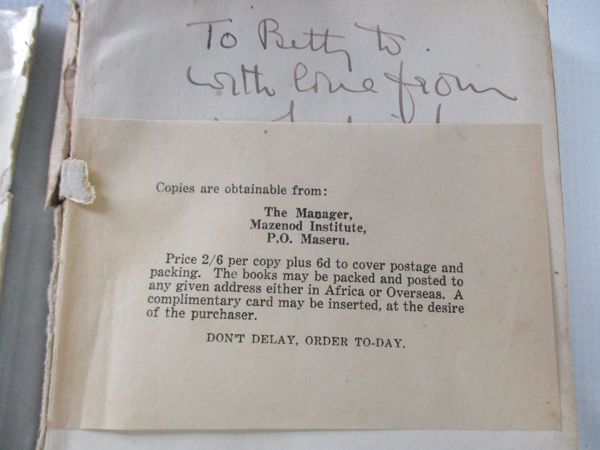 To Betty W.
with love from
Copies are obtainable from:
The Manager,
Mazenod Institute,
P.O. Maseru.
Price 2/6 per copy plus 6d to cover postage and
packing. The books may be packed and posted to
any given address either in Africa or Overseas. A
complimentary card may be inserted, at the desire
of the purchaser.
DON'T DELAY, ORDER TO-DAY.